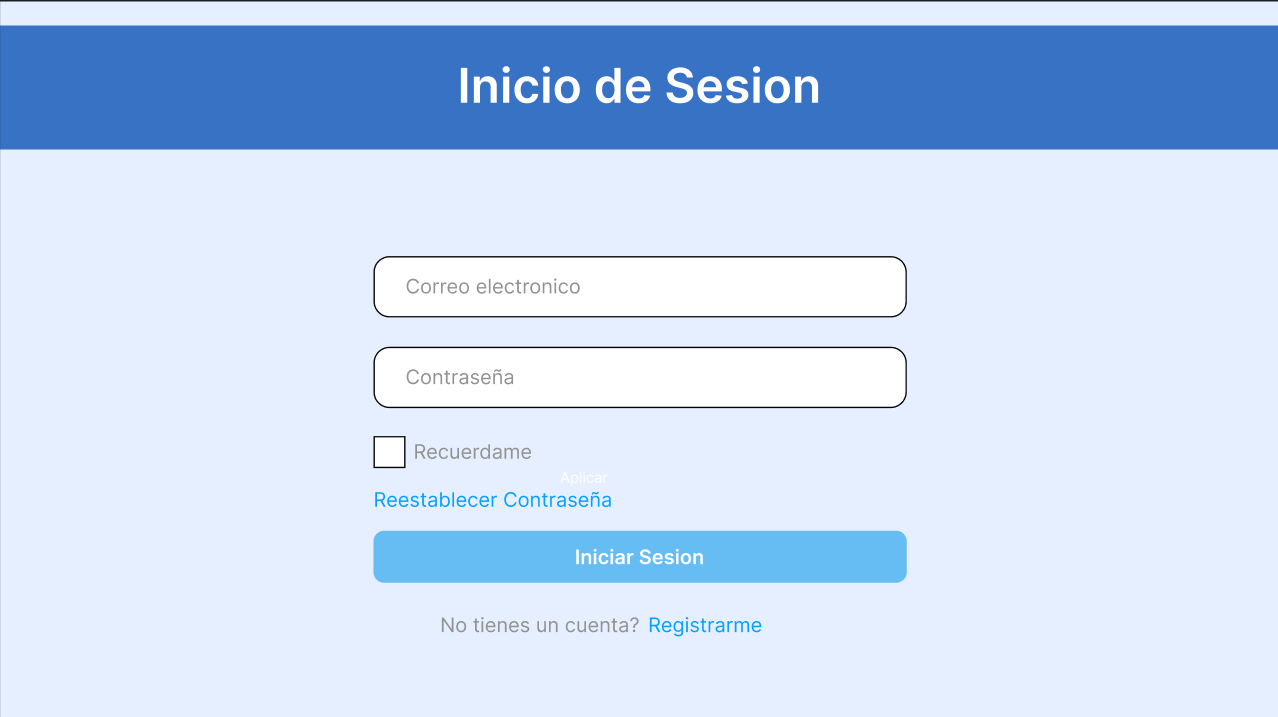 Inicio de Sesion
Correo electronico
Contraseña
Recuerdame
Aplicar
Reestablecer Contraseña
Iniciar Sesion
No tienes un cuenta? Registrarme